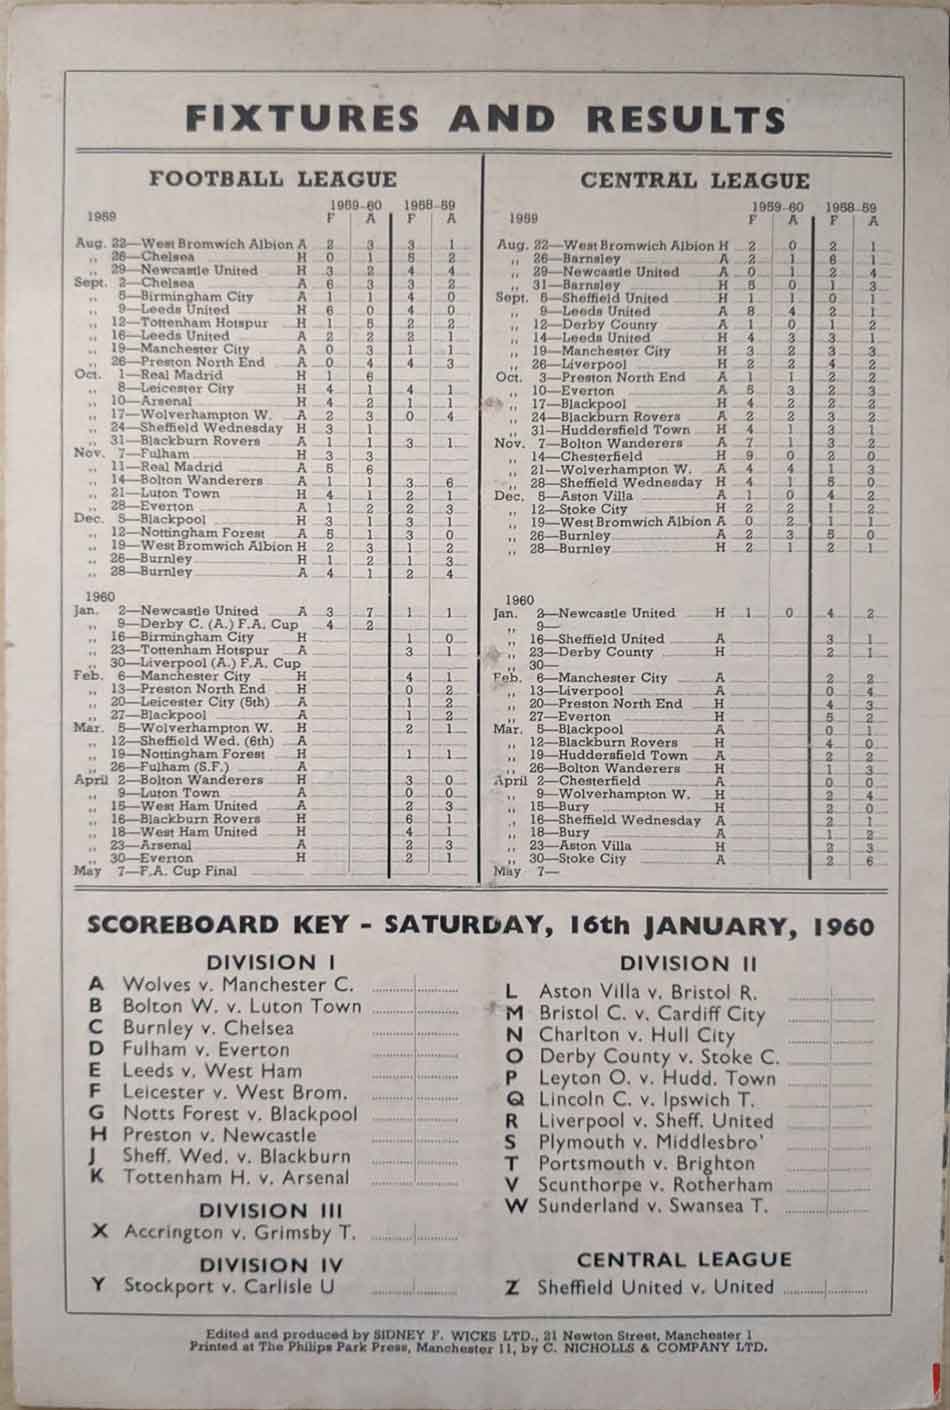 FIXTURES AND RESULTS
FOOTBALL LEAGUE
1959-60 1958-59
1959 F A F A
Aug. 22—West Bromwich Albion A 2 3 3 1
„ 26—Chelsea H 0 1 5 2
„ 29—Newcastle United H 3 2 4 4
Sept. 2—Chelsea A 6 3 3 2
„ 5—Birmingham City A 1 1 4 0
„ 9—Leeds United H 6 0 4 0
„ 12—Tottenham Hotspur H 1 5 2 2
„ 16—Leeds United A 2 2 2 1
„ 19—Manchester City A 0 3 1 1
„ 26—Preston North End A 0 4 4 3
Oct. 1—Real Madrid H 1 6
„ 8—Leicester City H 4 1 4 1
„ 10—Arsenal H 4 2 1 1
„ 17—Wolverhampton W. A 2 3 0 4
„ 24—Sheffield Wednesday H 3 1
„ 31—Blackburn Rovers A 1 1 3 1
Nov. 7—Fulham H 3 3
„ 11—Real Madrid A 5 6
„ 14—Bolton Wanderers A 1 1 3 6
„ 21—Luton Town H 4 1 2 1
„ 28—Everton A 1 2 2 3
Dec. 5—Blackpool H 3 1 3 1
„ 12—Nottingham Forest A 5 1 3 0
„ 19—West Bromwich Albion H 2 3 1 2
„ 26—Burnley H 1 2 1 3
„ 28—Burnley A 4 1 2 4
1960
Jan. 2—Newcastle United A 3 7 1 1
„ 9—Derby C. (A.) F.A. Cup 4 2
„ 16—Birmingham City H 1 0
„ 23—Tottenham Hotspur A 3 1
„ 30—Liverpool (A.) F.A. Cup
Feb. 6—Manchester City H 4 1
„ 13—Preston North End H 0 2
„ 20—Leicester City (5th) A 1 2
„ 27—Blackpool A 1 2
Mar. 5—Wolverhampton W. H 2 1
„ 12—Sheffield Wed. (6th) A
„ 19—Nottingham Forest H 1 1
„ 26—Fulham (S.F.) A
April 2—Bolton Wanderers H 3 0
„ 9—Luton Town A 0 0
„ 15—West Ham United A 2 3
„ 16—Blackburn Rovers H 6 1
„ 18—West Ham United H 4 1
„ 23—Arsenal A 2 3
„ 30—Everton H 2 1
May 7—F.A. Cup Final
CENTRAL LEAGUE
1959-60 1958-59
1959 F A F A
Aug. 22—West Bromwich Albion H 2 0 2 1
„ 26—Barnsley A 2 1 6 1
„ 29—Newcastle United A 0 1 2 4
„ 31—Barnsley H 5 0 1 3
Sept. 5—Sheffield United H 1 1 0 1
„ 9—Leeds United A 8 4 2 1
„ 12—Derby County A 1 0 1 2
„ 14—Leeds United H 4 3 3 1
„ 19—Manchester City H 3 2 3 3
„ 26—Liverpool H 2 2 4 2
Oct. 3—Preston North End A 1 1 2 2
„ 10—Everton A 5 3 2 3
„ 17—Blackpool H 4 2 2 2
„ 24—Blackburn Rovers A 2 2 3 2
„ 31—Huddersfield Town H 4 1 3 1
Nov. 7—Bolton Wanderers A 7 1 3 2
„ 14—Chesterfield H 9 0 2 0
„ 21—Wolverhampton W. A 4 4 1 3
„ 28—Sheffield Wednesday H 4 1 5 0
Dec. 5—Aston Villa A 1 0 4 2
„ 12—Stoke City H 2 2 1 2
„ 19—West Bromwich Albion A 0 2 1 1
„ 26—Burnley A 2 3 5 0
„ 28—Burnley H 2 1 2 1
1960
Jan. 2—Newcastle United H 1 0 4 2
„ 9—
„ 16—Sheffield United A 3 1
„ 23—Derby County H 2 1
„ 30—
Feb. 6—Manchester City A 2 2
„ 13—Liverpool A 0 4
„ 20—Preston North End H 4 3
„ 27—Everton H 5 2
Mar. 5—Blackpool A 0 1
„ 12—Blackburn Rovers H 4 0
„ 19—Huddersfield Town A 2 2
„ 26—Bolton Wanderers H 1 3
April 2—Chesterfield A 0 0
„ 9—Wolverhampton W. H 2 4
„ 15—Bury H 2 0
„ 16—Sheffield Wednesday A 2 1
„ 18—Bury A 1 2
„ 23—Aston Villa H 2 3
„ 30—Stoke City A 2 6
May 7—
SCOREBOARD KEY - SATURDAY, 16th JANUARY, 1960
DIVISION I
A Wolves v. Manchester C.
B Bolton W. v. Luton Town
C Burnley v. Chelsea
D Fulham v. Everton
E Leeds v. West Ham
F Leicester v. West Brom.
G Notts Forest v. Blackpool
H Preston v. Newcastle
J Sheff. Wed. v. Blackburn
K Tottenham H. v. Arsenal
DIVISION III
X Accrington v. Grimsby T.
DIVISION IV
Y Stockport v. Carlisle U
DIVISION II
L Aston Villa v. Bristol R.
M Bristol C. v. Cardiff City
N Charlton v. Hull City
O Derby County v. Stoke C.
P Leyton O. v. Hudd. Town
Q Lincoln C. v. Ipswich T.
R Liverpool v. Sheff. United
S Plymouth v. Middlesbro'
T Portsmouth v. Brighton
V Scunthorpe v. Rotherham
W Sunderland v. Swansea T.
CENTRAL LEAGUE
Z Sheffield United v. United
Edited and produced by SIDNEY F. WICKS LTD., 21 Newton Street, Manchester 1
Printed at The Philips Park Press, Manchester 11, by C. NICHOLLS & COMPANY LTD.